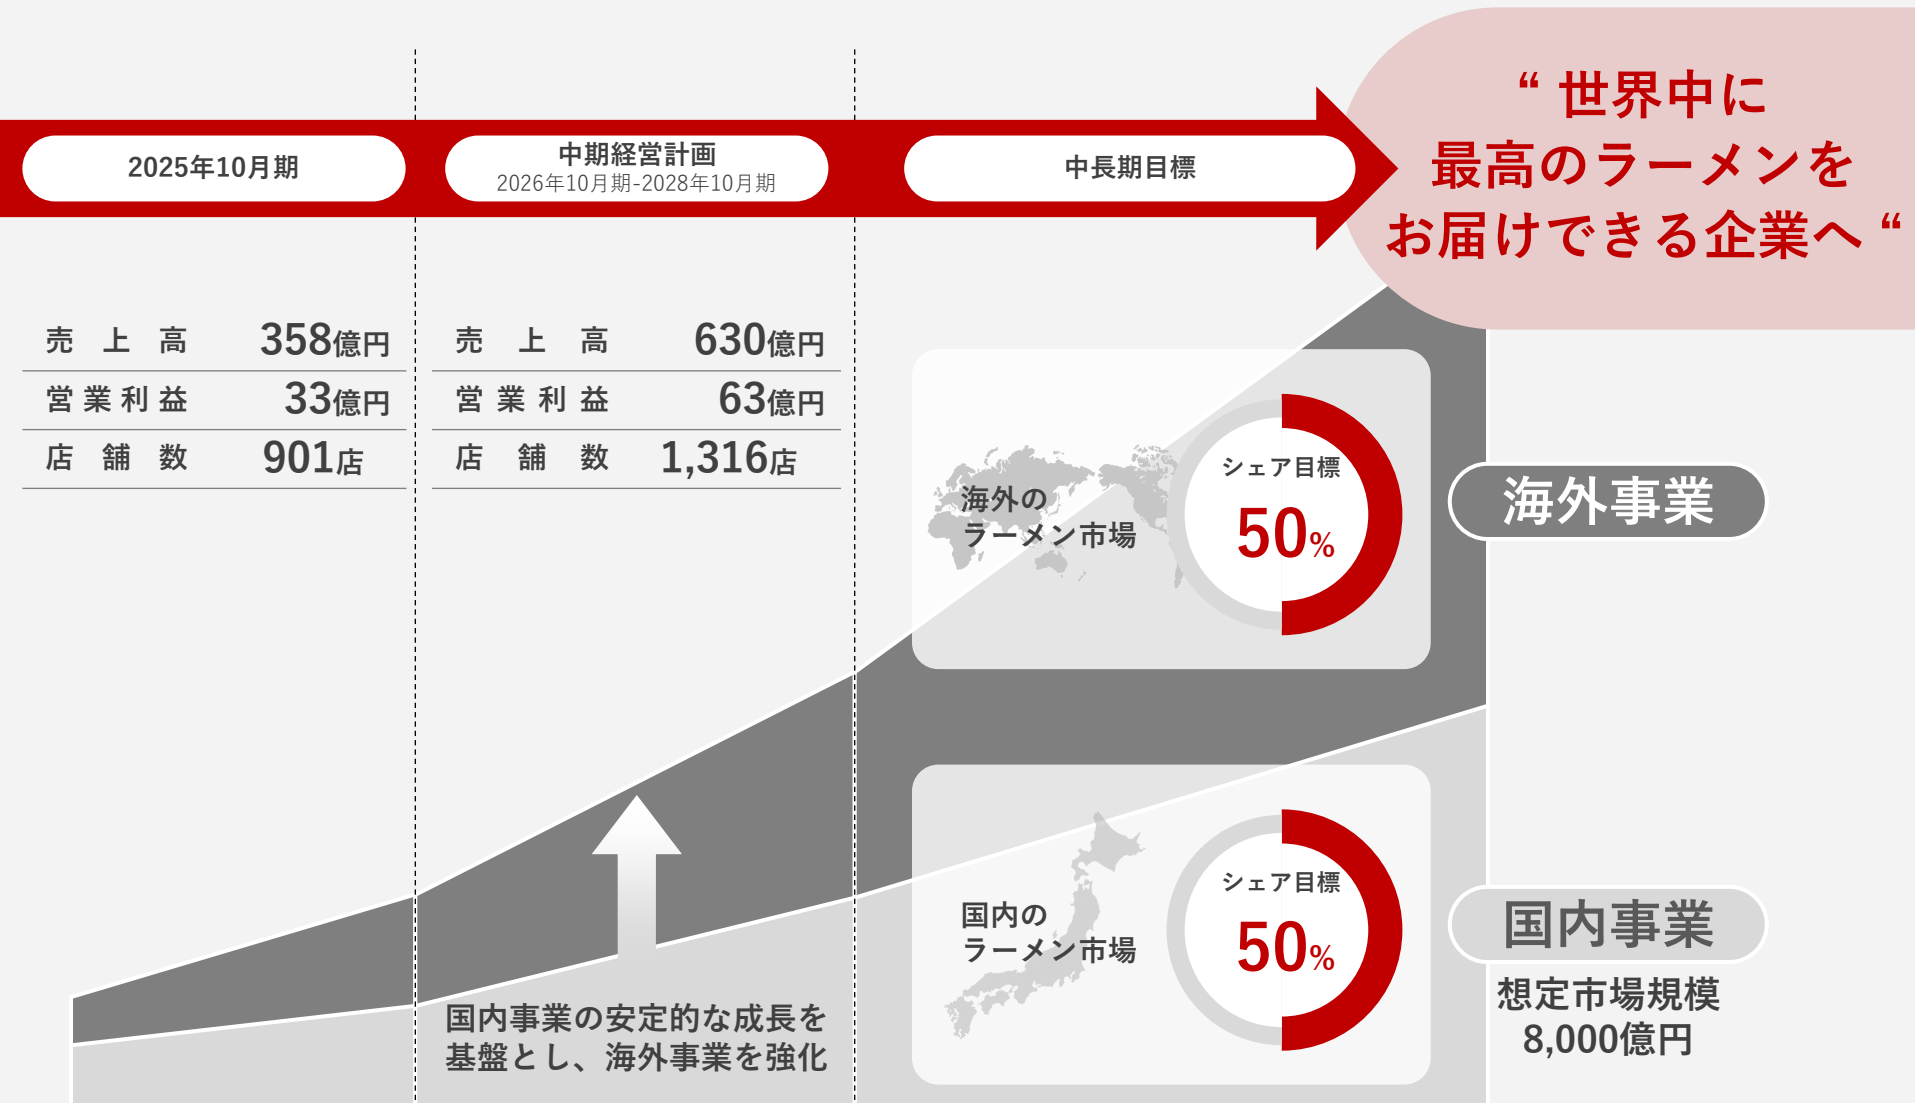 “ 世界中に
最高のラーメンを
お届けできる企業へ “
2025年10月期
中期経営計画
2026年10月期-2028年10月期
中長期目標
売上高 358億円
営業利益 33億円
店舗数 901店
売上高 630億円
営業利益 63億円
店舗数 1,316店
海外の
ラーメン市場
シェア目標
50%
海外事業
国内の
ラーメン市場
シェア目標
50%
国内事業
想定市場規模
8,000億円
国内事業の安定的な成長を
基盤とし、海外事業を強化